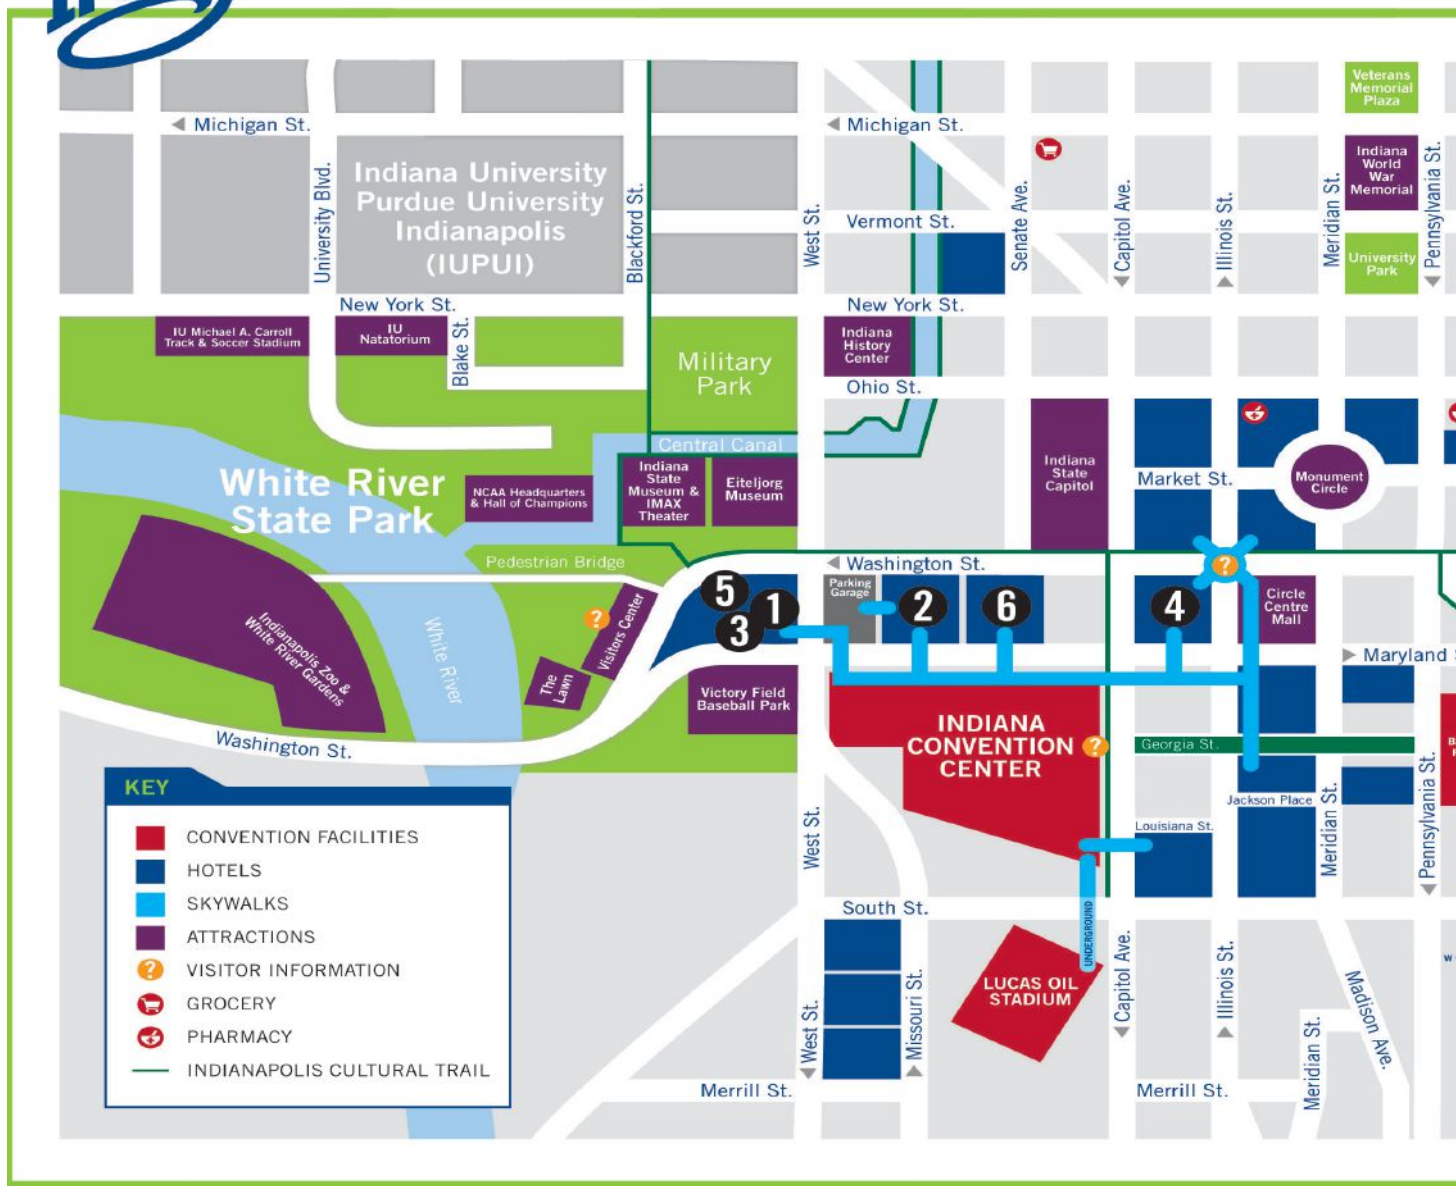 Veterans
Memorial
Plaza
Michigan St.
Michigan St.
Indiana University
Purdue University
Indianapolis
(IUPUI)
University Blvd.
Blackford St.
West St.
Vermont St.
Senate Ave.
Capitol Ave.
Illinois St.
Meridian St.
Indiana
World
War
Memorial
Pennsylvania St.
University
Park
New York St.
New York St.
IU Michael A. Carroll
Track & Soccer Stadium
IU
Natatorium
Blake St.
Military
Park
Indiana
History
Center
Ohio St.
Central Canal
White River
State Park
NCAA Headquarters
& Hall of Champions
Indiana
State
Museum &
IMAX
Theater
Eiteljorg
Museum
Indiana
State
Capitol
Market St.
Monument
Circle
Pedestrian Bridge
Washington St.
?
Parking
Garage
5
1
3
2
6
4
Circle
Centre
Mall
?
Visitors Center
Indianapolis Zoo &
White River Gardens
White River
The
Lawn
Maryland
Victory Field
Baseball Park
Washington St.
INDIANA
CONVENTION
CENTER
?
Georgia St.
Jackson Place
Louisiana St.
West St.
Meridian St.
Pennsylvania St.
KEY
CONVENTION FACILITIES
HOTELS
SKYWALKS
ATTRACTIONS
? VISITOR INFORMATION
GROCERY
PHARMACY
INDIANAPOLIS CULTURAL TRAIL
South St.
UNDERGROUND
LUCAS OIL
STADIUM
West St.
Missouri St.
Capitol Ave.
Illinois St.
Meridian St.
Madison Ave.
Merrill St.
Merrill St.